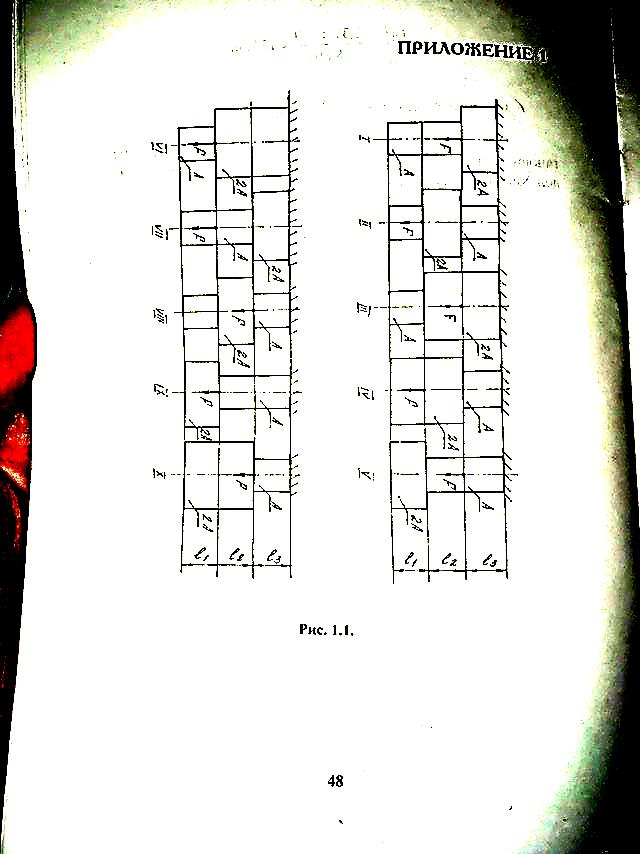 ПРИЛОЖЕНИЕ 1
I
F
A
2A
II
F
2A
A
III
F
A
2A
IV
F
2A
A
V
F
2A
A
l₁
l₂
l₃
VI
F
A
2A
VII
F
A
2A
VIII
F
2A
A
IX
F
2A
A
X
F
2A
A
l₁
l₂
l₃
Рис. 1.1.
48